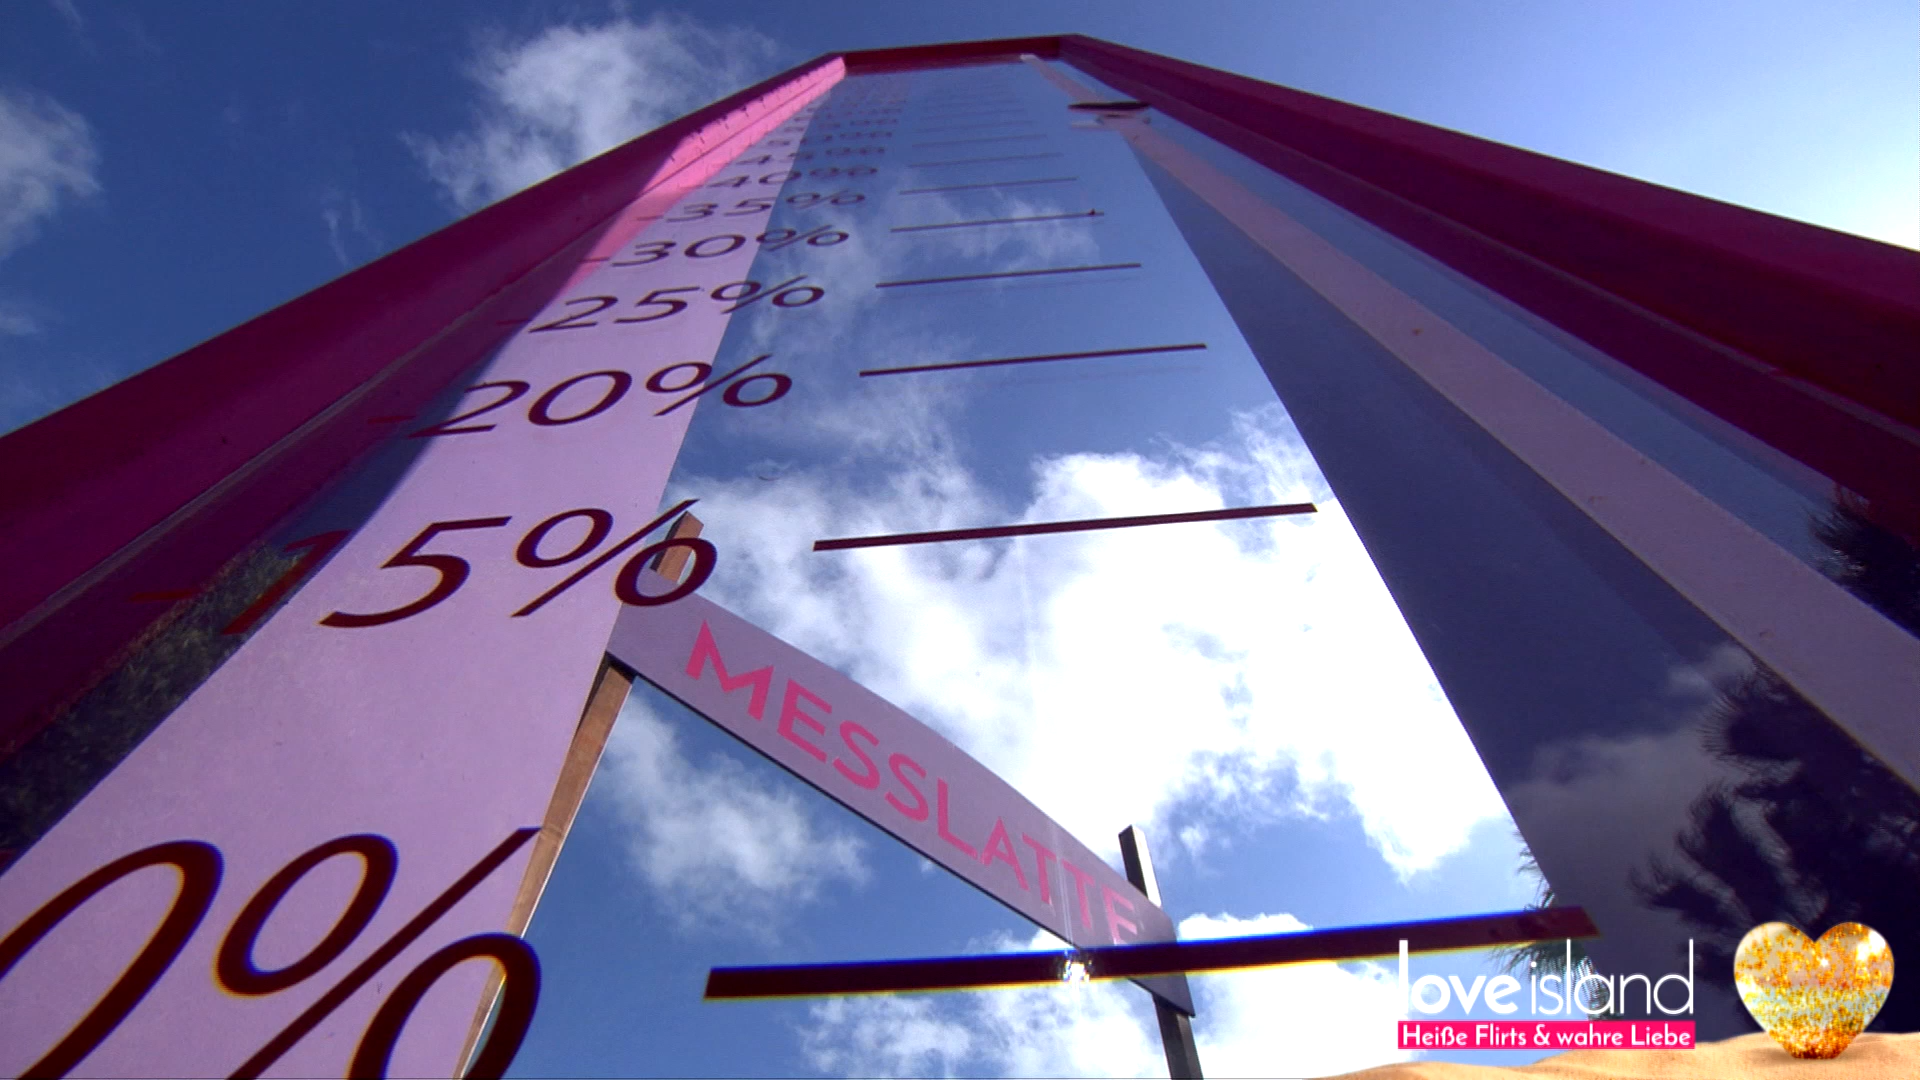 -40%
-35%
-30%
-25%
-20%
-15%
0%
MESSLATTE
love island
Heiße Flirts & wahre Liebe